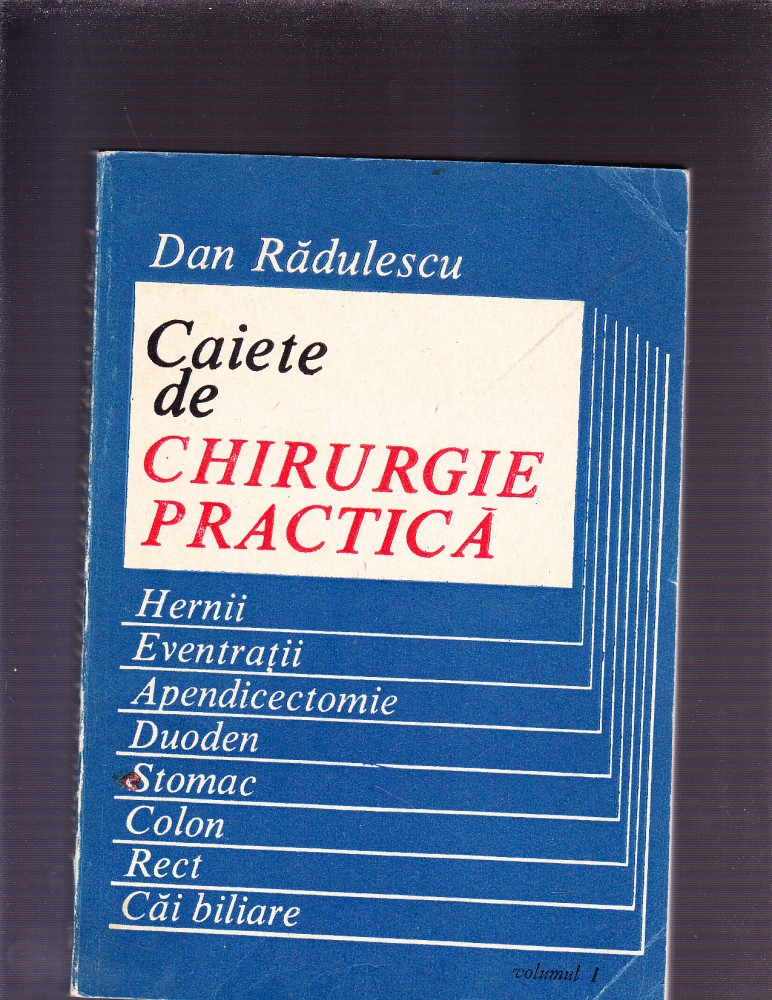 Dan Rădulescu
Caiete
de
CHIRURGIE
PRACTICĂ
Hernii
Eventrații
Apendicectomie
Duoden
Stomac
Colon
Rect
Căi biliare
volumul I